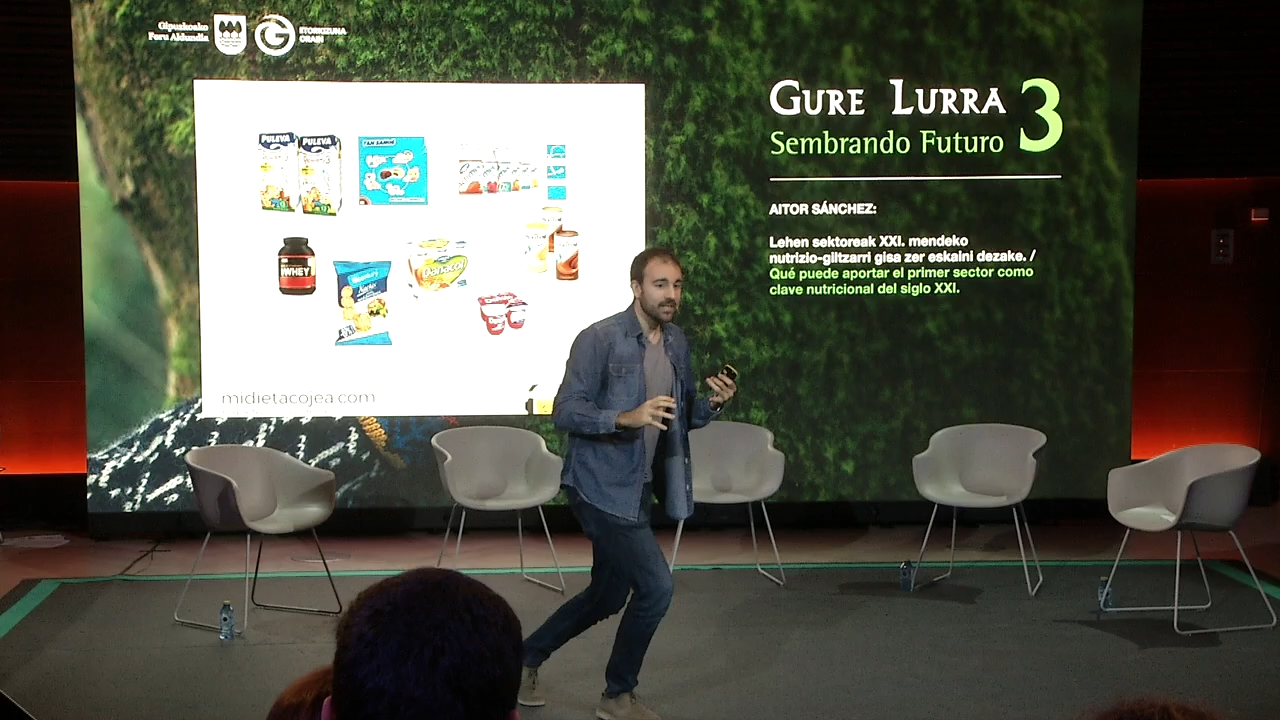 Gipuzkoako
Foru Aldundia
G
ETORKIZUNA
ORAIN
GURE LURRA 3
Sembrando Futuro
AITOR SÁNCHEZ:
Lehen sektoreak XXI. mendeko
nutrizio-giltzarri gisa zer eskaini dezake. /
Qué puede aportar el primer sector como
clave nutricional del siglo XXI.
PULEVA PULEVA
WHEY
Danacol
midietacojea.com